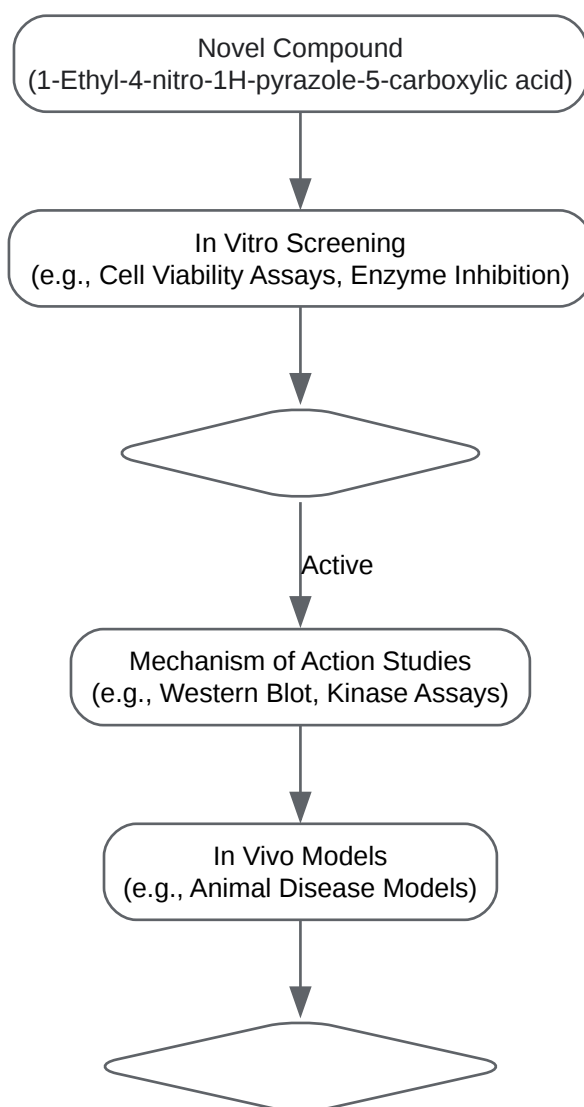 Novel Compound
(1-Ethyl-4-nitro-1H-pyrazole-5-carboxylic acid)
In Vitro Screening
(e.g., Cell Viability Assays, Enzyme Inhibition)
Active
Mechanism of Action Studies
(e.g., Western Blot, Kinase Assays)
In Vivo Models
(e.g., Animal Disease Models)